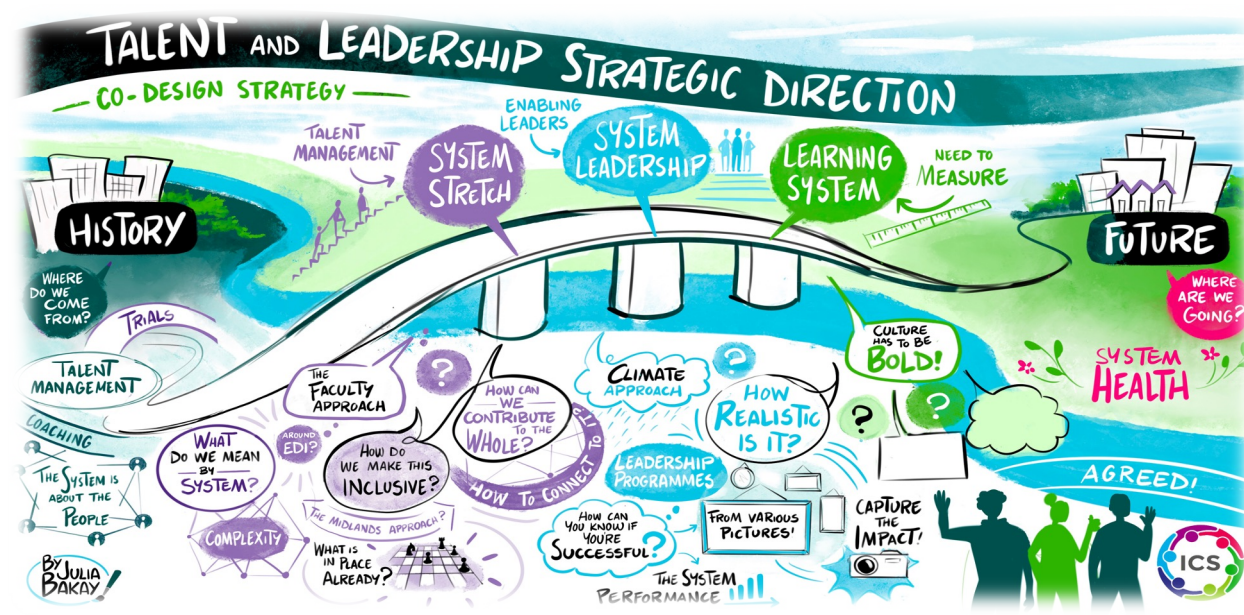 TALENT AND LEADERSHIP STRATEGIC DIRECTION
CO-DESIGN STRATEGY
TALENT
MANAGEMENT
SYSTEM
STRETCH
ENABLING
LEADERS
SYSTEM
LEADERSHIP
LEARNING
SYSTEM
NEED TO
MEASURE
HISTORY
FUTURE
WHERE
DO WE
COME
FROM?
WHERE
ARE WE
GOING?
TRIALS
TALENT
MANAGEMENT
COACHING
THE SYSTEM IS
ABOUT THE
PEOPLE
BY JULIA
BAKAY!
THE
FACULTY
APPROACH
?
WHAT
DO WE MEAN
BY
SYSTEM?
AROUND
EDI?
HOW DO
WE MAKE THIS
INCLUSIVE?
HOW CAN
WE
CONTRIBUTE
TO THE
WHOLE?
HOW TO CONNECT TO IT?
COMPLEXITY
THE MIDLANDS APPROACH?
WHAT IS
IN PLACE
ALREADY?
CLIMATE
APPROACH
?
HOW
REALISTIC
IS IT?
LEADERSHIP
PROGRAMMES
HOW CAN
YOU KNOW IF
YOU'RE
SUCCESSFUL?
FROM VARIOUS
PICTURES!
THE SYSTEM
PERFORMANCE
CULTURE
HAS TO BE
BOLD!
?
?
CAPTURE
THE
IMPACT!
SYSTEM
HEALTH
AGREED!
ICS